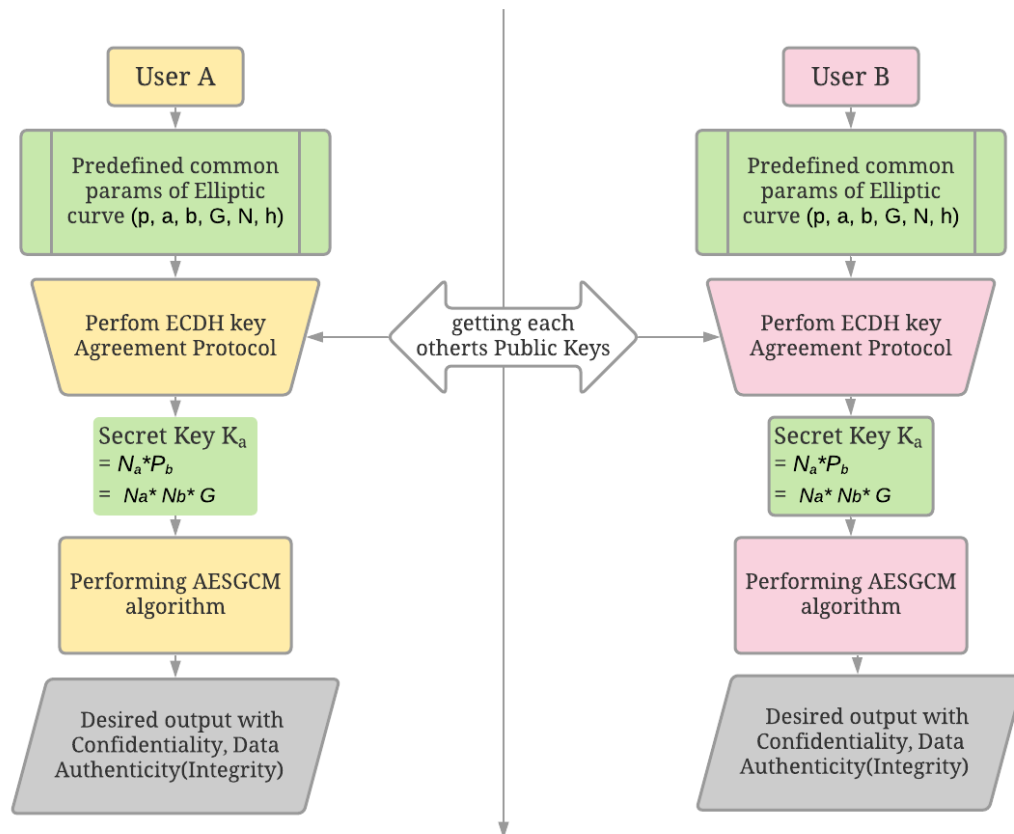 User A
Predefined common
params of Elliptic
curve (p, a, b, G, N, h)
Perfom ECDH key
Agreement Protocol
Secret Key Kₐ
= Nₐ*P_b
= Na* Nb* G
Performing AESGCM
algorithm
Desired output with
Confidentiality, Data
Authenticity(Integrity)
getting each
otherts Public Keys
User B
Predefined common
params of Elliptic
curve (p, a, b, G, N, h)
Perfom ECDH key
Agreement Protocol
Secret Key Kₐ
= Nₐ*P_b
= Na* Nb* G
Performing AESGCM
algorithm
Desired output with
Confidentiality, Data
Authenticity(Integrity)